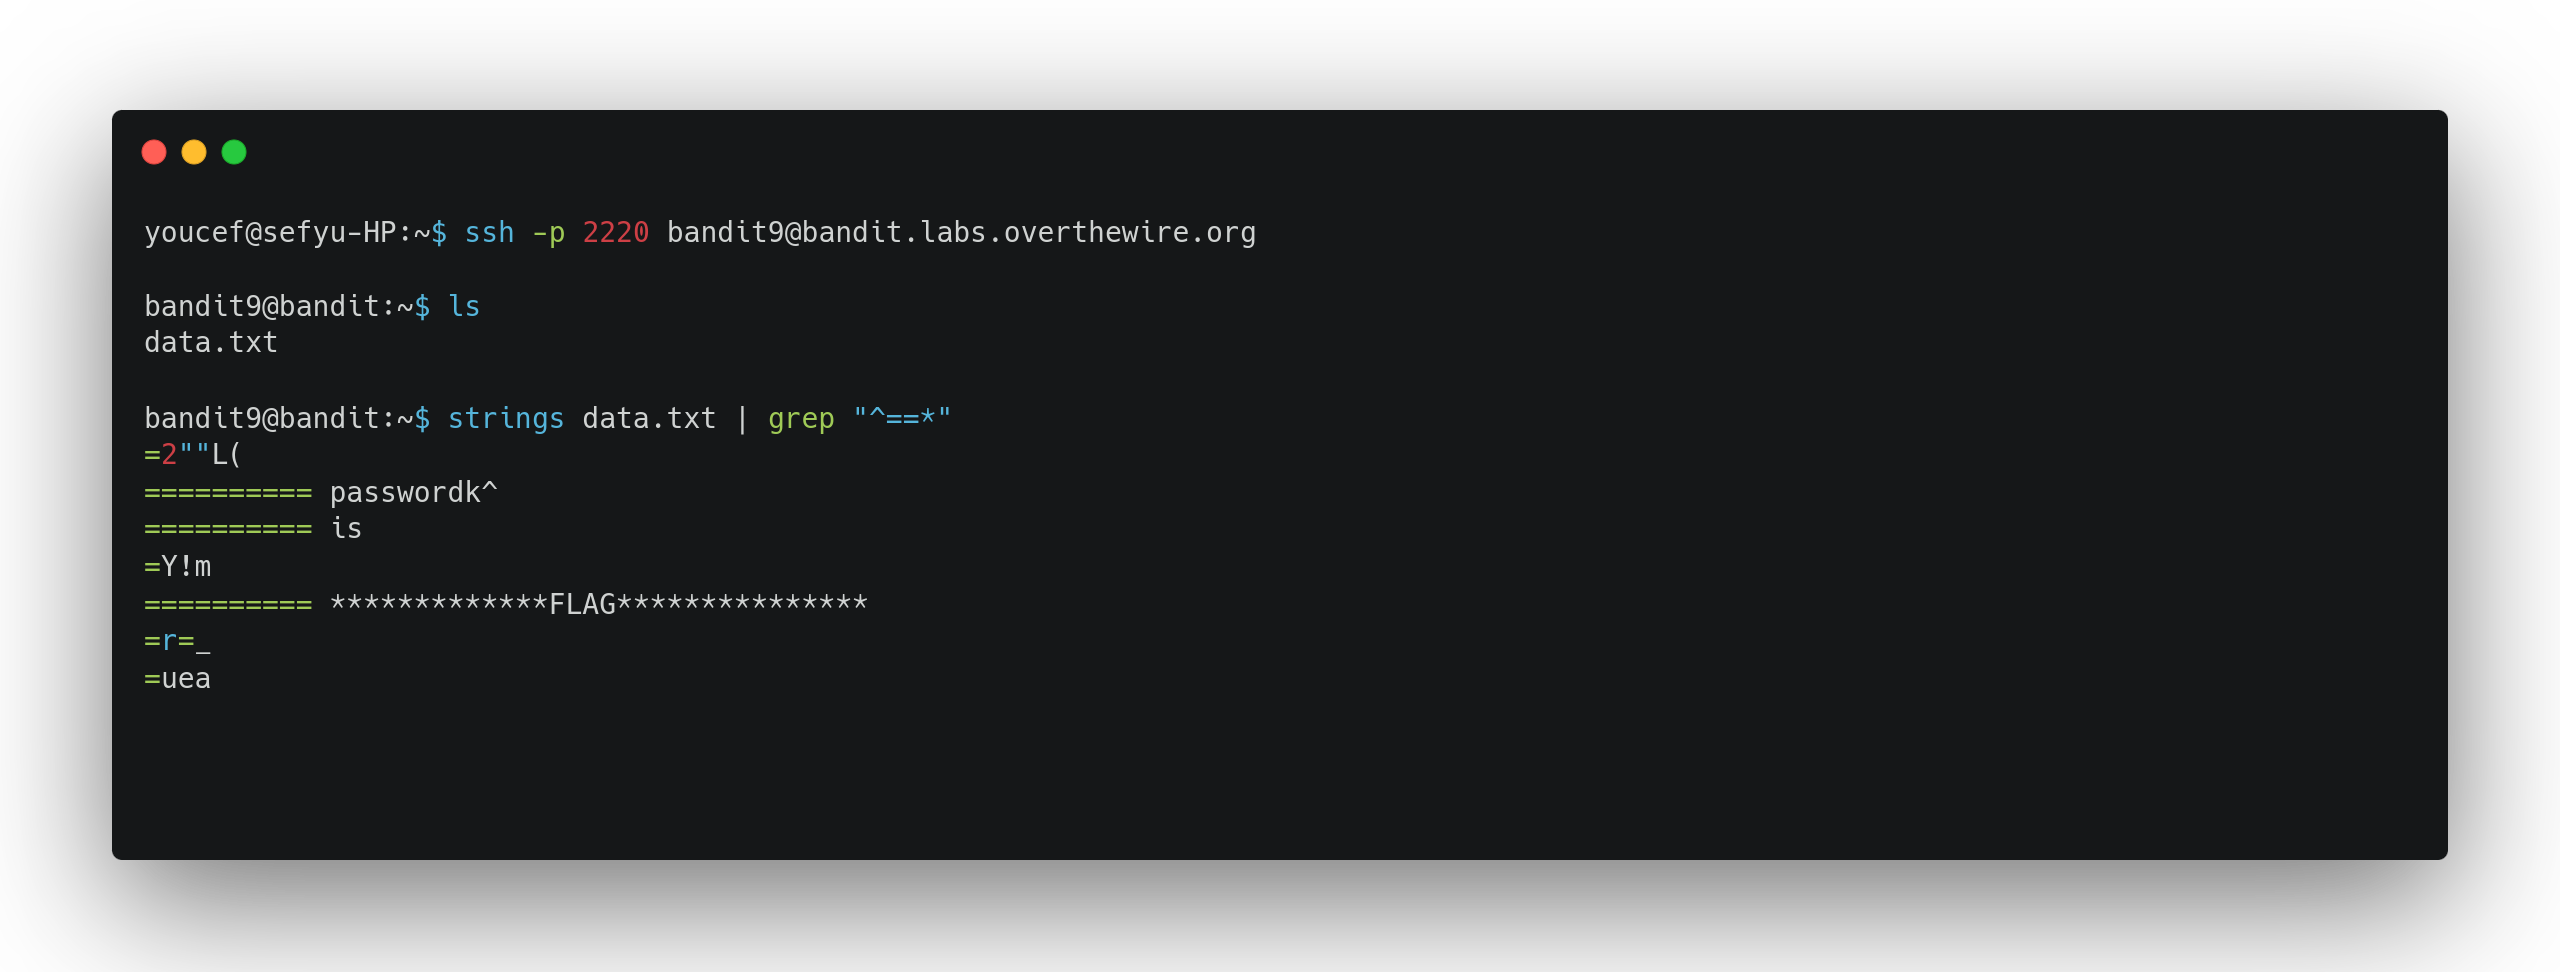 youcef@sefyu-HP:~$ ssh -p 2220 bandit9@bandit.labs.overthewire.org
bandit9@bandit:~$ ls
data.txt
bandit9@bandit:~$ strings data.txt | grep "^==*"
=2""L(
========== passwordk^
========== is
=Y!m
========== *************FLAG***************
=r=_
=uea